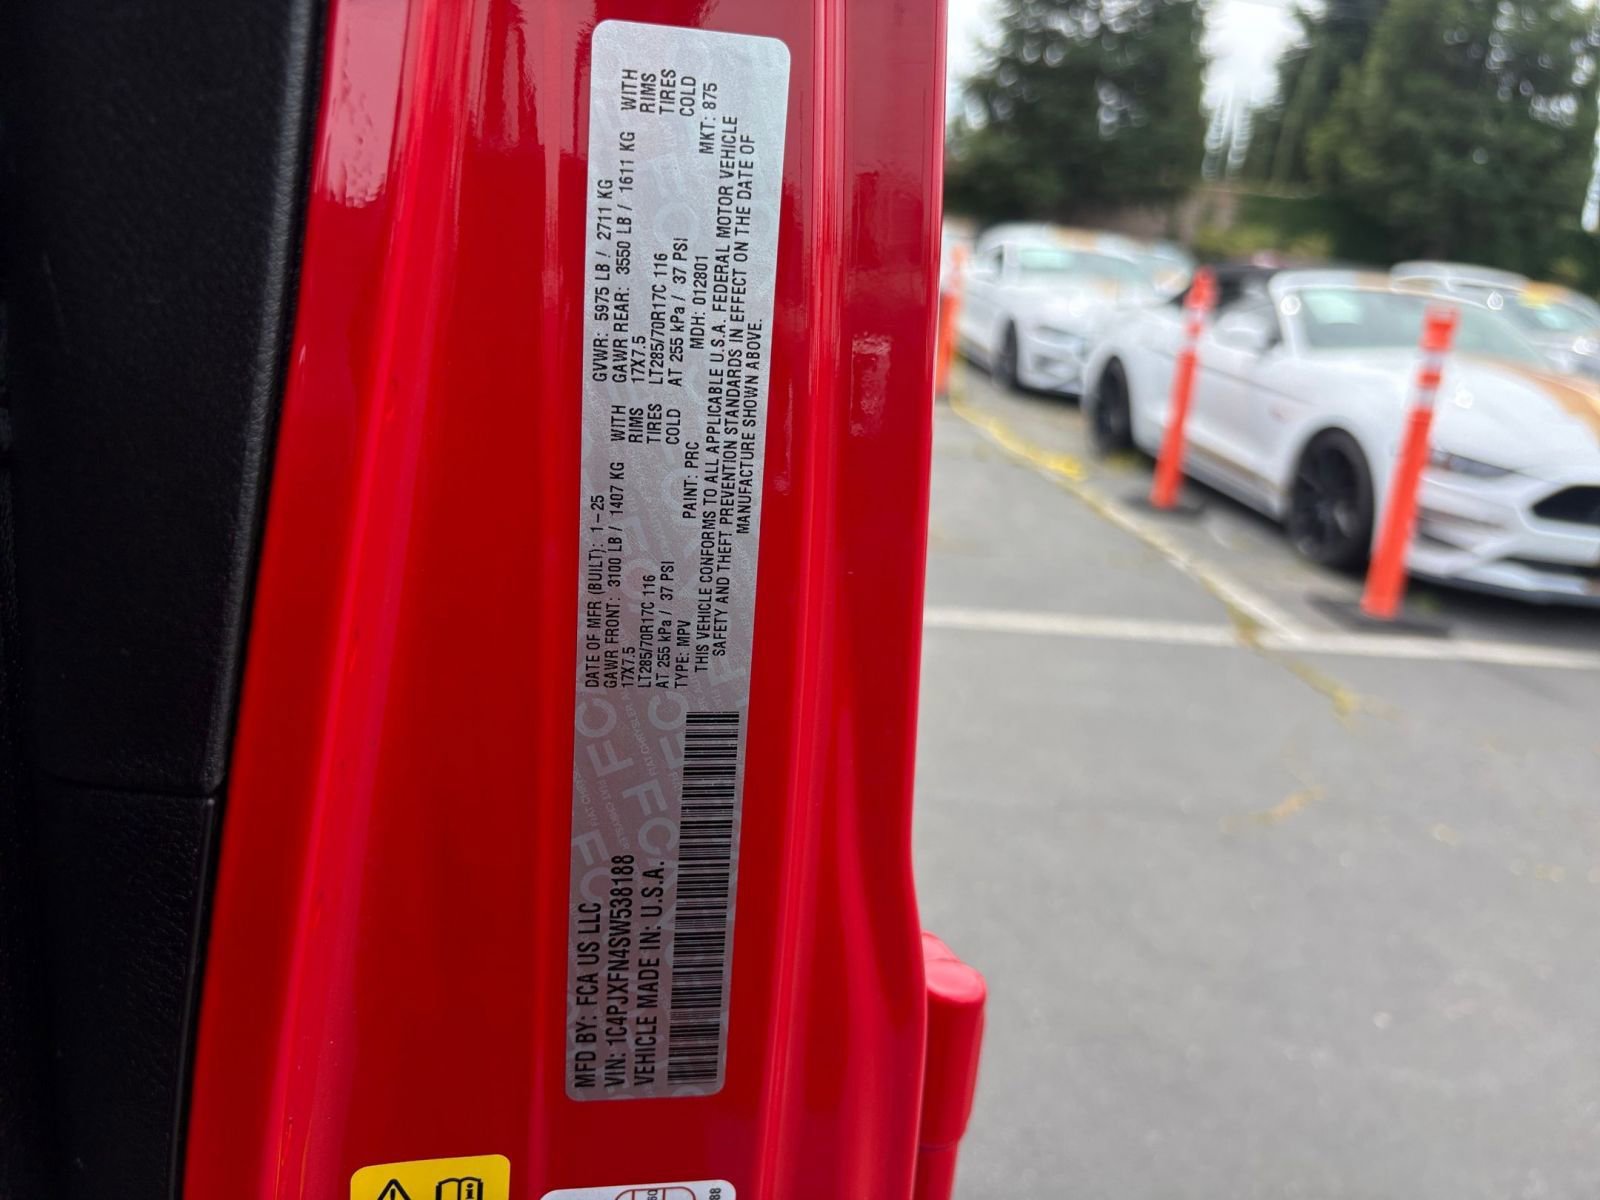 MFD BY: FCA US LLC
VIN: 1C4PJXFN4SW538188
VEHICLE MADE IN: U.S.A.
DATE OF MFR (BUILT): 1-25
GAWR FRONT: 3100 LB / 1407 KG WITH
17X7.5 RIMS
LT285/70R17C 116 TIRES
AT 255 kPa / 37 PSI COLD
TYPE: MPV PAINT: PRC
GVWR: 5975 LB / 2711 KG
GAWR REAR: 3550 LB / 1611 KG WITH
17X7.5 RIMS
LT285/70R17C 116 TIRES
AT 255 kPa / 37 PSI COLD
MDH: 012801 MKT: 875
THIS VEHICLE CONFORMS TO ALL APPLICABLE U.S.A. FEDERAL MOTOR VEHICLE
SAFETY AND THEFT PREVENTION STANDARDS IN EFFECT ON THE DATE OF
MANUFACTURE SHOWN ABOVE.